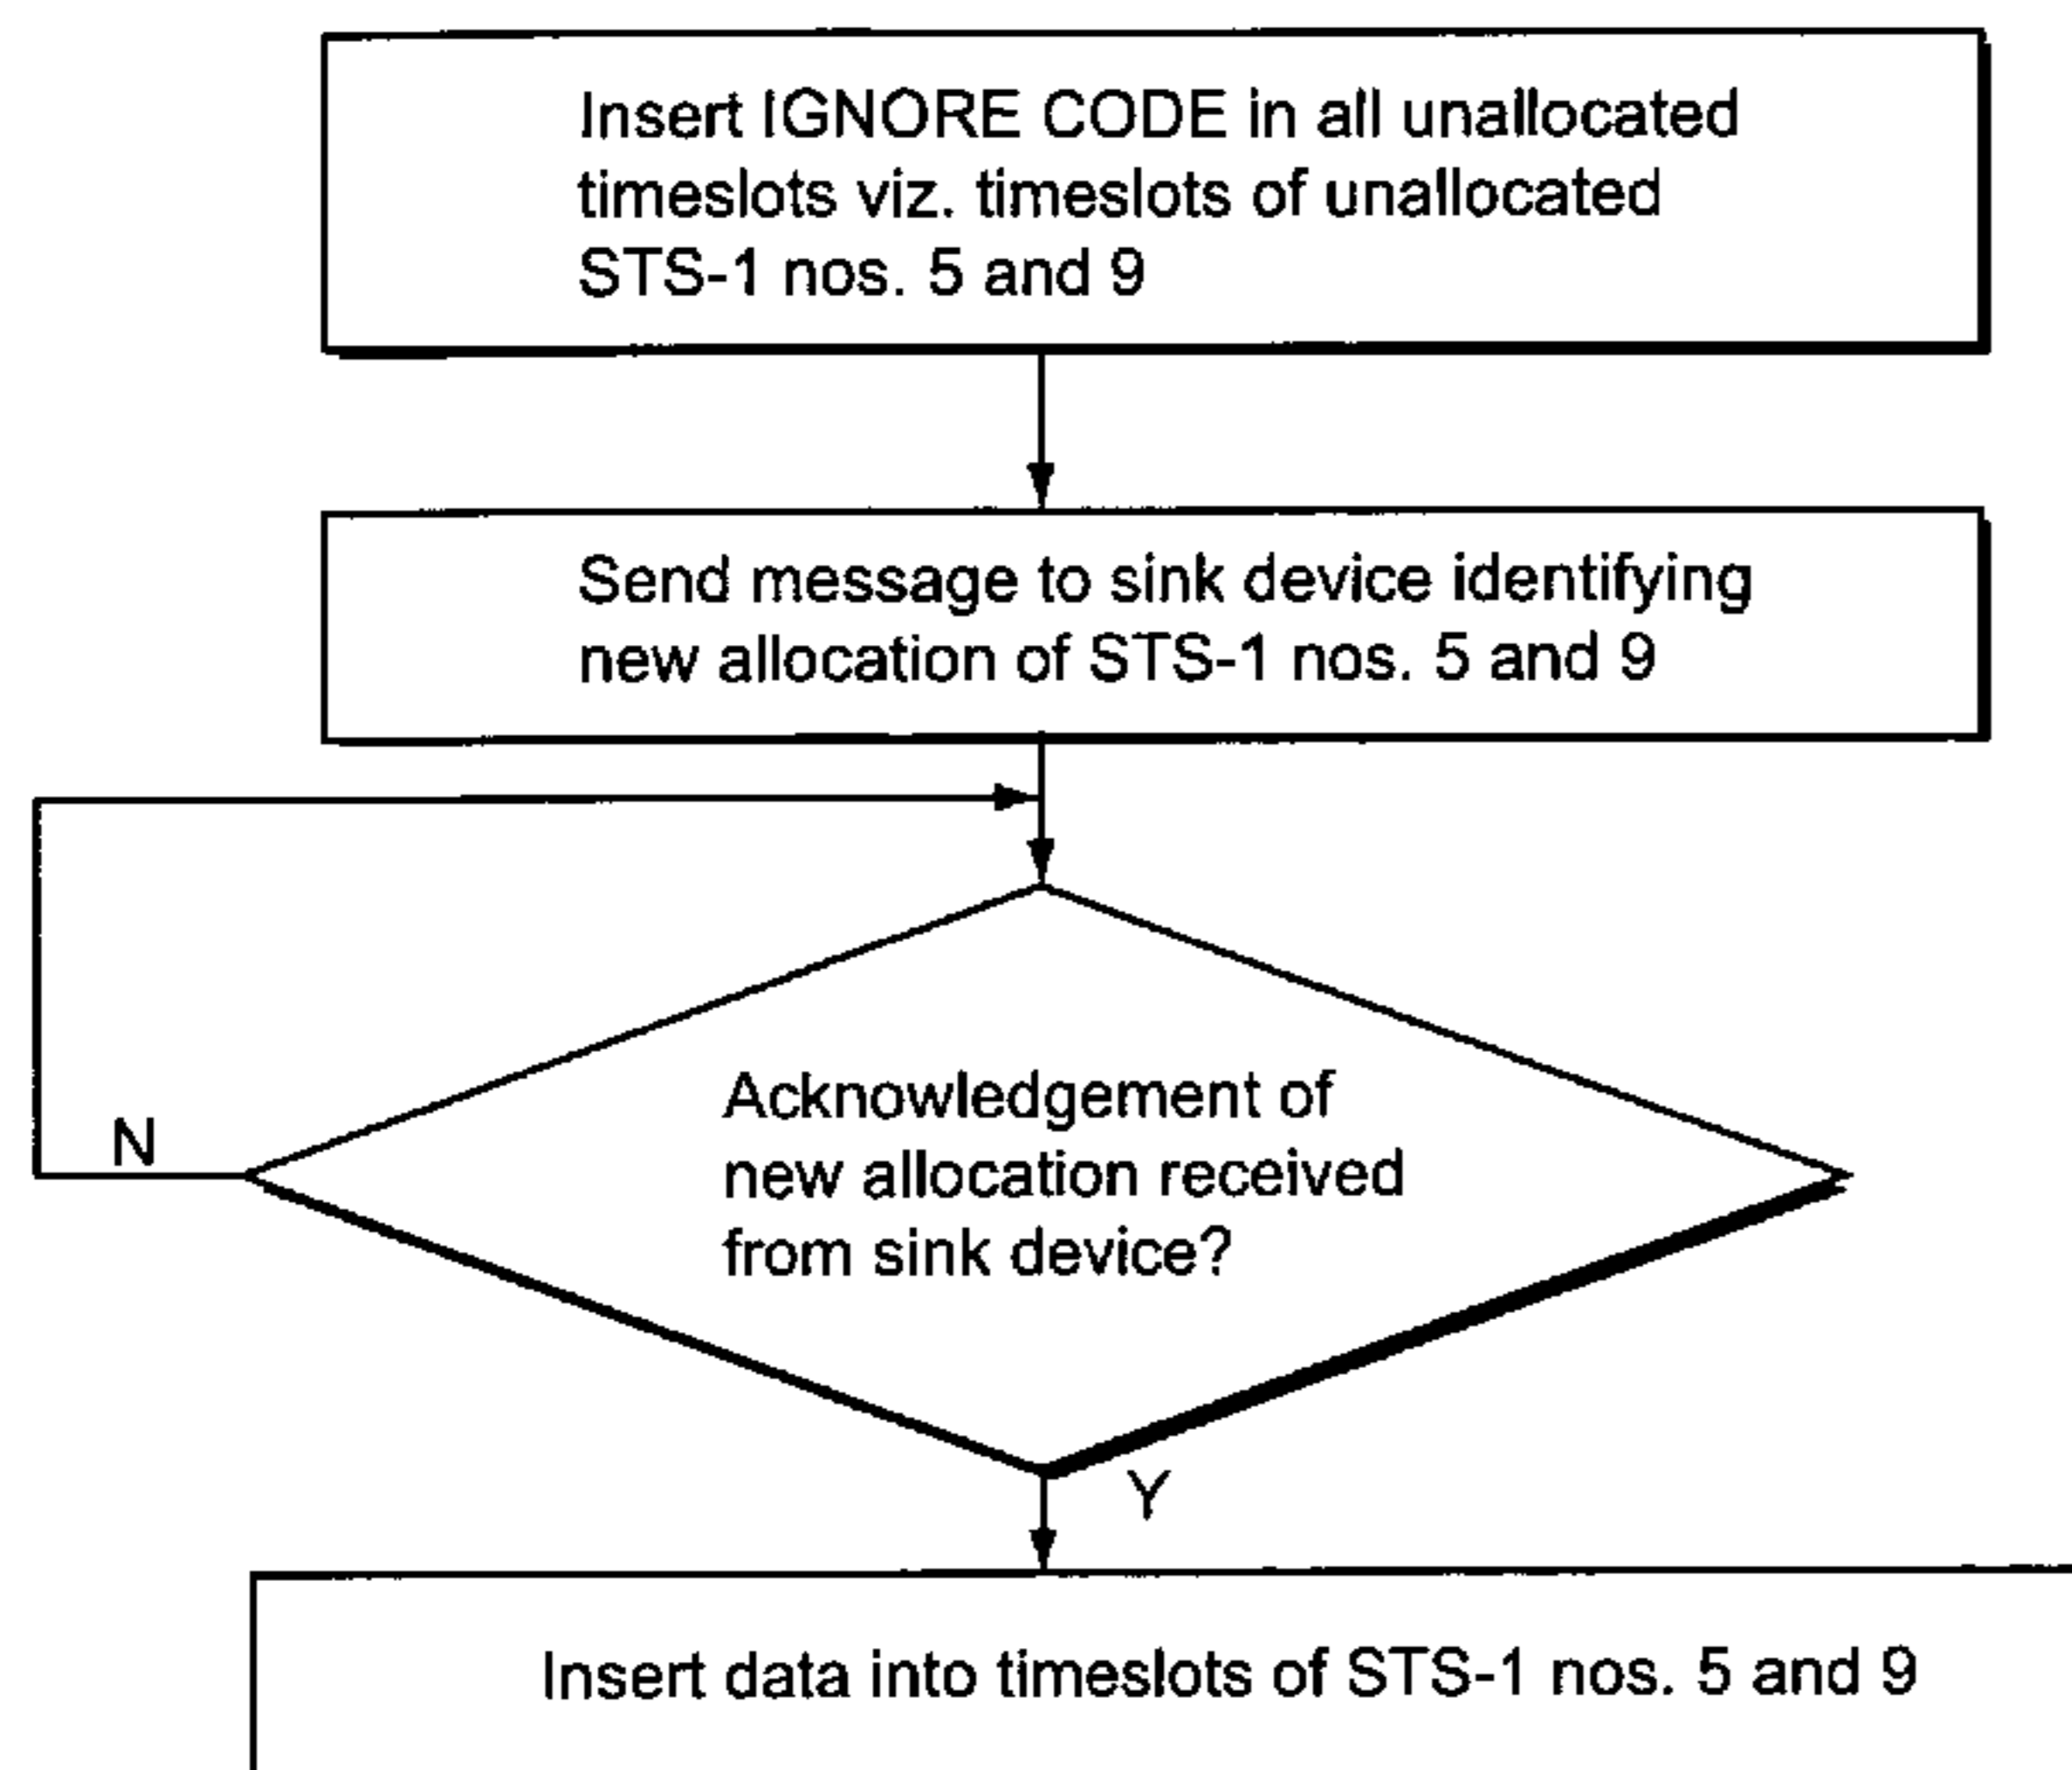 Insert IGNORE CODE in all unallocated
timeslots viz. timeslots of unallocated
STS-1 nos. 5 and 9
Send message to sink device identifying
new allocation of STS-1 nos. 5 and 9
Acknowledgement of
new allocation received
from sink device?
N
Y
Insert data into timeslots of STS-1 nos. 5 and 9